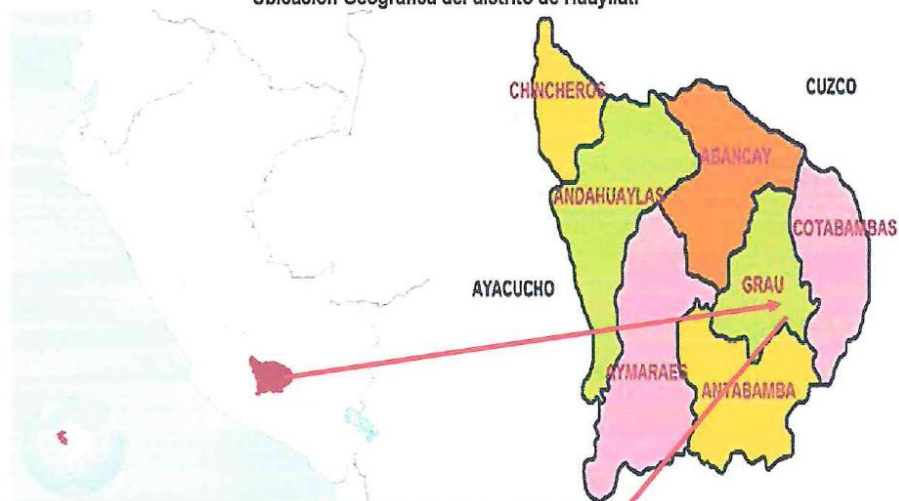 Ubicación Geográfica del distrito de Huayllati
CHINCHEROS
CUZCO
ABANCAY
ANDAHUAYLAS
COTABAMBAS
AYACUCHO
GRAU
AYMARAES
ANTABAMBA